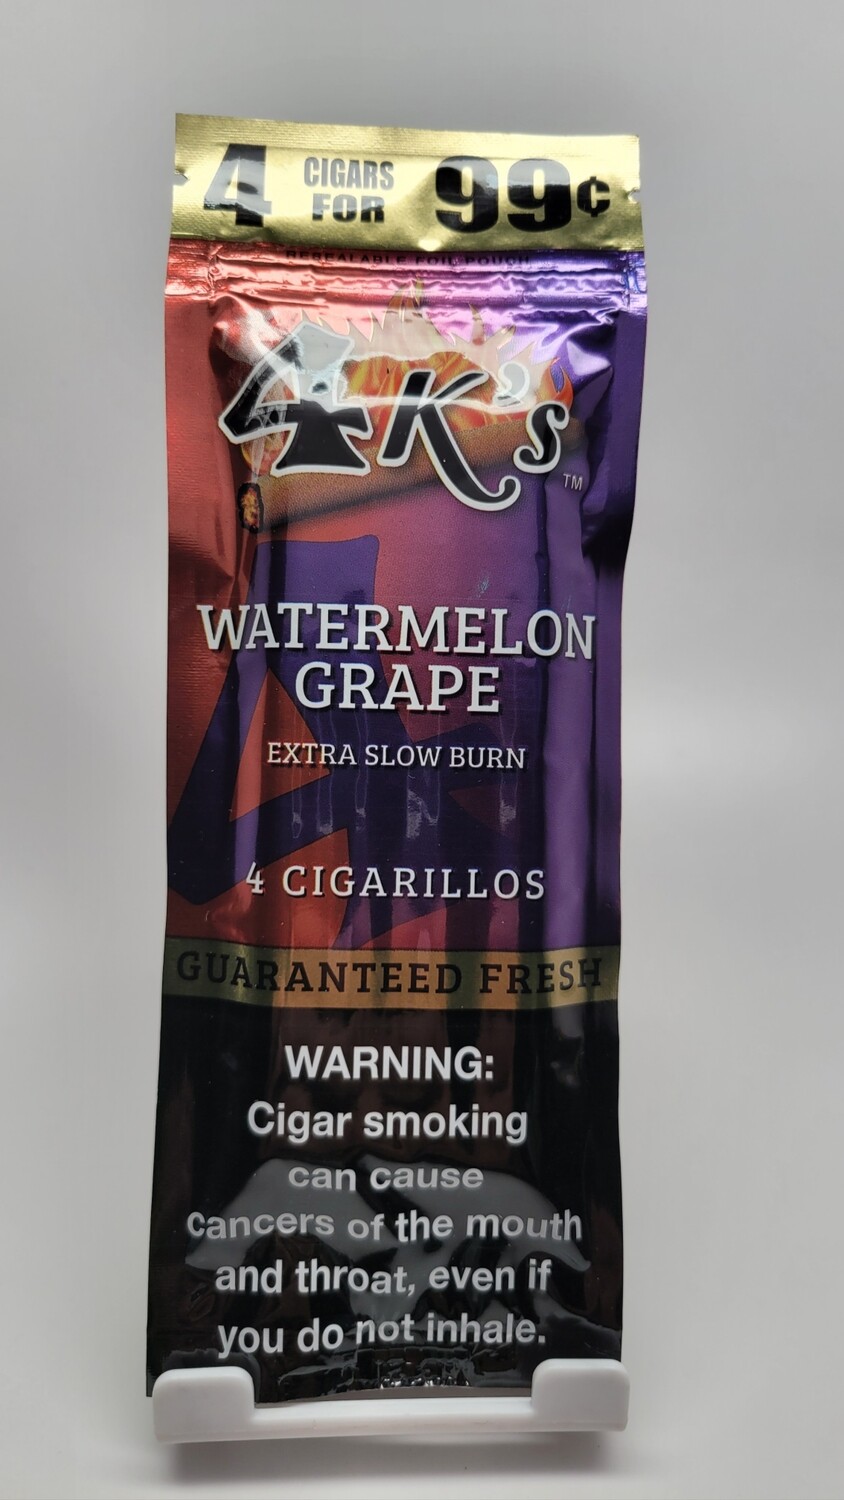 4 CIGARS FOR 99¢
RESEALABLE FOIL POUCH
4K's™
WATERMELON
GRAPE
EXTRA SLOW BURN
4 CIGARILLOS
GUARANTEED FRESH
WARNING:
Cigar smoking
can cause
cancers of the mouth
and throat, even if
you do not inhale.